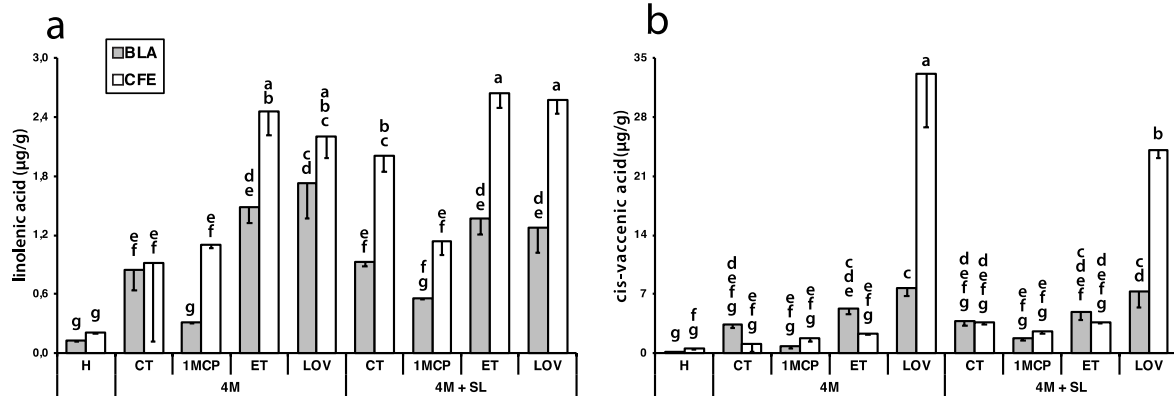 a
BLA
CFE
linolenic acid (µg/g)
3,0
2,4
1,8
1,2
0,6
0,0
g
g
e
f
e
f
g
e
f
d
e
a
b
c
d
a
b
c
e
f
b
c
f
g
e
f
d
e
a
d
e
a
H CT 1MCP ET LOV CT 1MCP ET LOV
4M 4M + SL
b
cis-vaccenic acid(µg/g)
35
28
21
14
7
0
g
f
g
d
e
f
g
e
f
g
e
f
g
e
f
g
c
d
e
e
f
g
c
a
d
e
f
g
d
e
f
g
e
f
g
e
f
g
c
d
e
f
d
e
f
g
c
d
b
H CT 1MCP ET LOV CT 1MCP ET LOV
4M 4M + SL